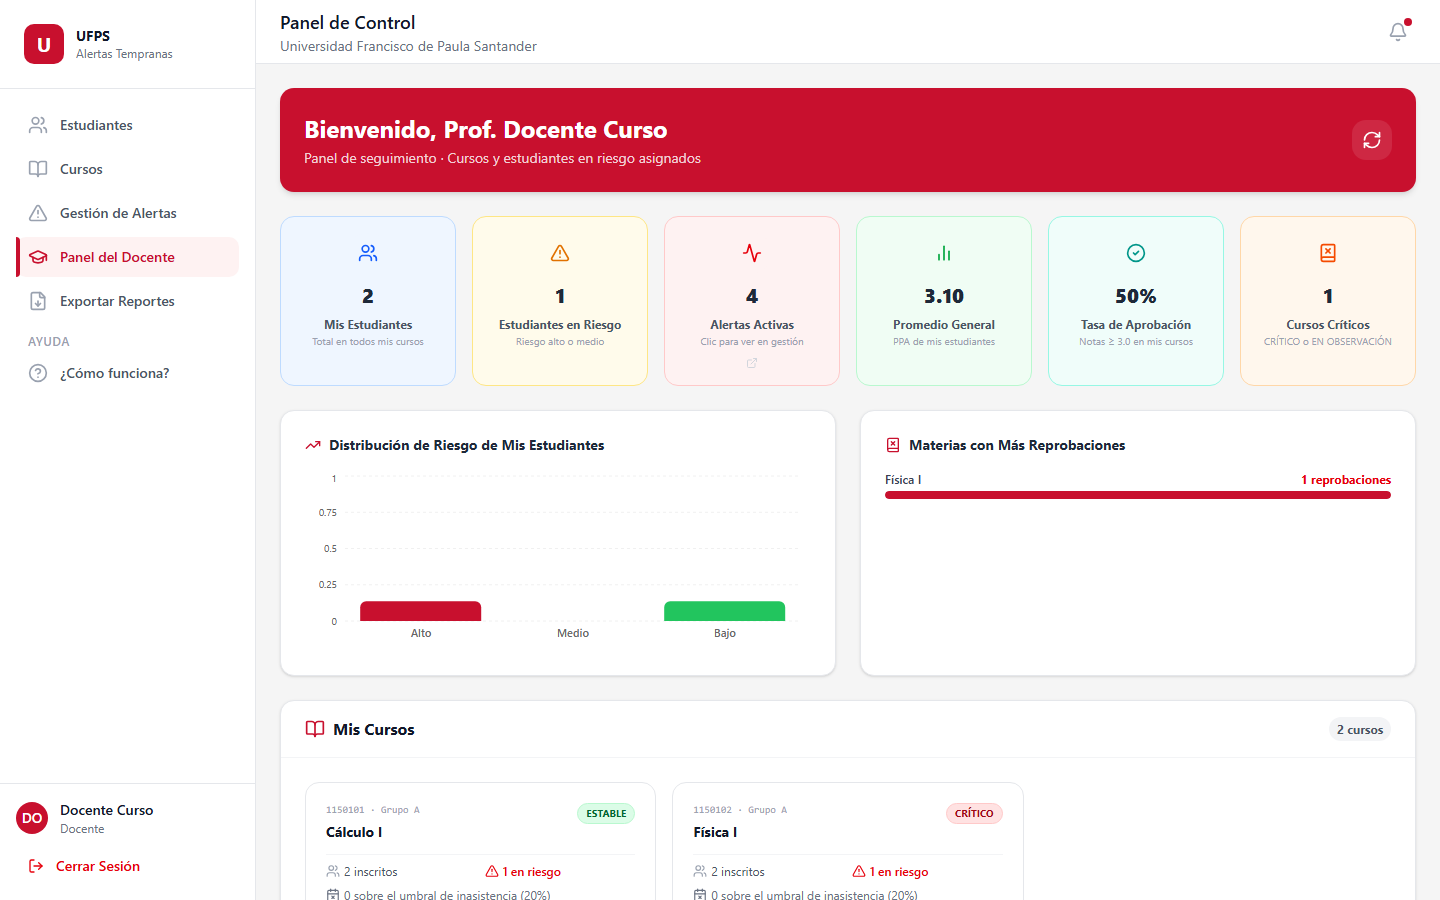 U
UFPS
Alertas Tempranas
Estudiantes
Cursos
Gestión de Alertas
Panel del Docente
Exportar Reportes
AYUDA
¿Cómo funciona?
DO
Docente Curso
Docente
Cerrar Sesión
Panel de Control
Universidad Francisco de Paula Santander
Bienvenido, Prof. Docente Curso
Panel de seguimiento · Cursos y estudiantes en riesgo asignados
2
Mis Estudiantes
Total en todos mis cursos
1
Estudiantes en Riesgo
Riesgo alto o medio
4
Alertas Activas
Clic para ver en gestión
3.10
Promedio General
PPA de mis estudiantes
50%
Tasa de Aprobación
Notas ≥ 3.0 en mis cursos
1
Cursos Críticos
CRÍTICO o EN OBSERVACIÓN
Distribución de Riesgo de Mis Estudiantes
1
0.75
0.5
0.25
0
Alto Medio Bajo
Materias con Más Reprobaciones
Física I 1 reprobaciones
Mis Cursos
2 cursos
1150101 · Grupo A
ESTABLE
Cálculo I
2 inscritos 1 en riesgo
0 sobre el umbral de inasistencia (20%)
1150102 · Grupo A
CRÍTICO
Física I
2 inscritos 1 en riesgo
0 sobre el umbral de inasistencia (20%)